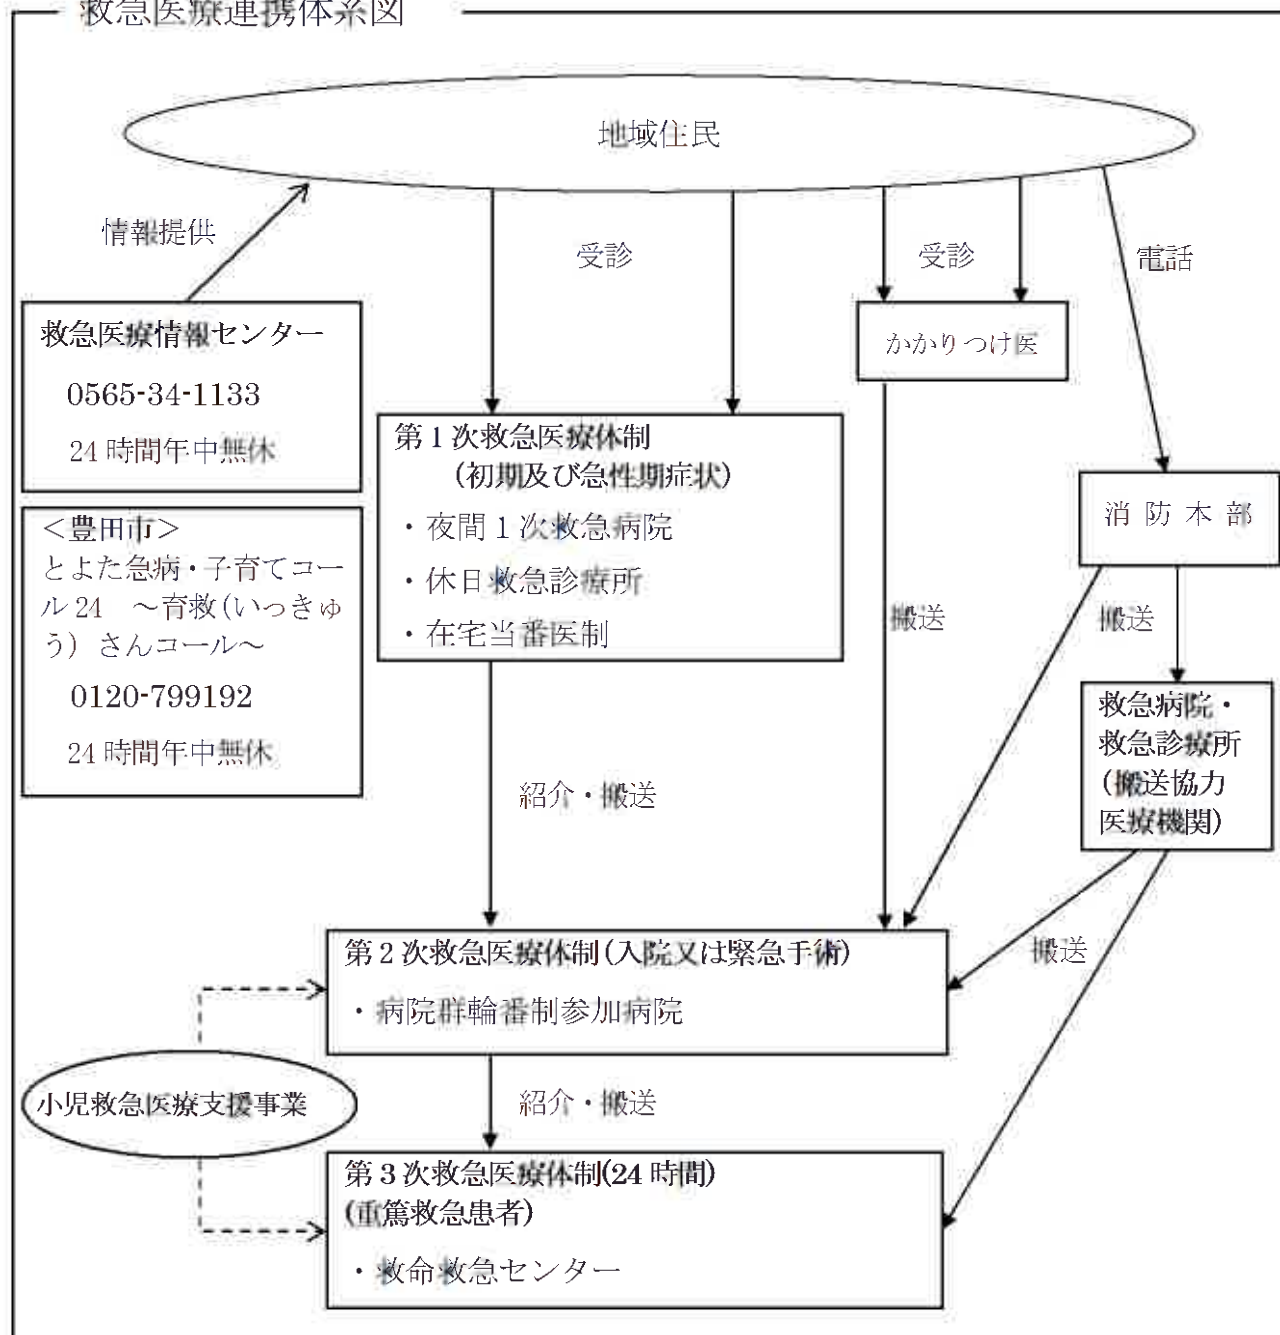 救急医療連携体系図
地域住民
情報提供
受診
受診
電話
救急医療情報センター
0565-34-1133
24時間年中無休
かかりつけ医
第1次救急医療体制
(初期及び急性期症状)
・夜間1次救急病院
・休日救急診療所
・在宅当番医制
消防本部
＜豊田市＞
とよた急病・子育てコー
ル24　～育救(いっきゅ
う）さんコール～
0120-799192
24時間年中無休
搬送
搬送
救急病院・
救急診療所
(搬送協力
医療機関)
紹介・搬送
第2次救急医療体制(入院又は緊急手術)
・病院群輪番制参加病院
搬送
小児救急医療支援事業
紹介・搬送
第3次救急医療体制(24時間)
(重篤救急患者)
・救命救急センター